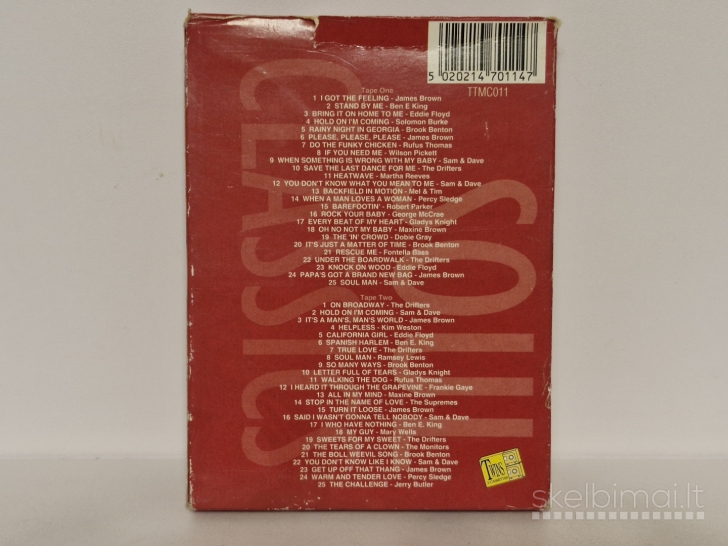 SOUL
CLASSICS
5 020214 701147
TTMC011
Tape One
1 I GOT THE FEELING - James Brown
2 STAND BY ME - Ben E King
3 BRING IT ON HOME TO ME - Eddie Floyd
4 HOLD ON I'M COMING - Solomon Burke
5 RAINY NIGHT IN GEORGIA - Brook Benton
6 PLEASE, PLEASE, PLEASE - James Brown
7 DO THE FUNKY CHICKEN - Rufus Thomas
8 IF YOU NEED ME - Wilson Pickett
9 WHEN SOMETHING IS WRONG WITH MY BABY - Sam & Dave
10 SAVE THE LAST DANCE FOR ME - The Drifters
11 HEATWAVE - Martha Reeves
12 YOU DON'T KNOW WHAT YOU MEAN TO ME - Sam & Dave
13 BACKFIELD IN MOTION - Mel & Tim
14 WHEN A MAN LOVES A WOMAN - Percy Sledge
15 BAREFOOTIN' - Robert Parker
16 ROCK YOUR BABY - George McCrae
17 EVERY BEAT OF MY HEART - Gladys Knight
18 OH NO NOT MY BABY - Maxine Brown
19 THE 'IN' CROWD - Dobie Gray
20 IT'S JUST A MATTER OF TIME - Brook Benton
21 RESCUE ME - Fontella Bass
22 UNDER THE BOARDWALK - The Drifters
23 KNOCK ON WOOD - Eddie Floyd
24 PAPA'S GOT A BRAND NEW BAG - James Brown
25 SOUL MAN - Sam & Dave
Tape Two
1 ON BROADWAY - The Drifters
2 HOLD ON I'M COMING - Sam & Dave
3 IT'S A MAN'S, MAN'S WORLD - James Brown
4 HELPLESS - Kim Weston
5 CALIFORNIA GIRL - Eddie Floyd
6 SPANISH HARLEM - Ben E. King
7 TRUE LOVE - The Drifters
8 SOUL MAN - Ramsey Lewis
9 SO MANY WAYS - Brook Benton
10 LETTER FULL OF TEARS - Gladys Knight
11 WALKING THE DOG - Rufus Thomas
12 I HEARD IT THROUGH THE GRAPEVINE - Frankie Gaye
13 ALL IN MY MIND - Maxine Brown
14 STOP IN THE NAME OF LOVE - The Supremes
15 TURN IT LOOSE - James Brown
16 SAID I WASN'T GONNA TELL NOBODY - Sam & Dave
17 I WHO HAVE NOTHING - Ben E. King
18 MY GUY - Mary Wells
19 SWEETS FOR MY SWEET - The Drifters
20 THE TEARS OF A CLOWN - The Monitors
21 THE BOLL WEEVIL SONG - Brook Benton
22 YOU DON'T KNOW LIKE I KNOW - Sam & Dave
23 GET UP OFF THAT THANG - James Brown
24 WARM AND TENDER LOVE - Percy Sledge
25 THE CHALLENGE - Jerry Butler
TWINS
skelbimai.lt